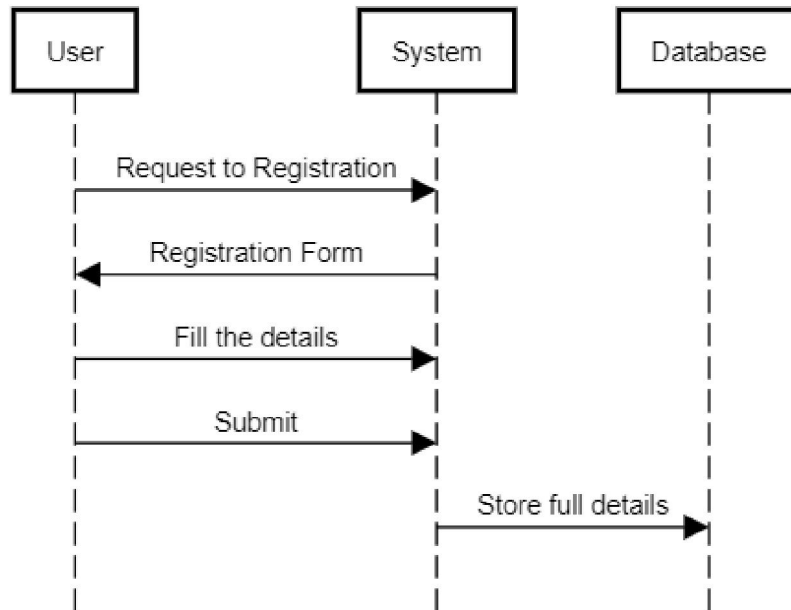 User
System
Database
Request to Registration
Registration Form
Fill the details
Submit
Store full details